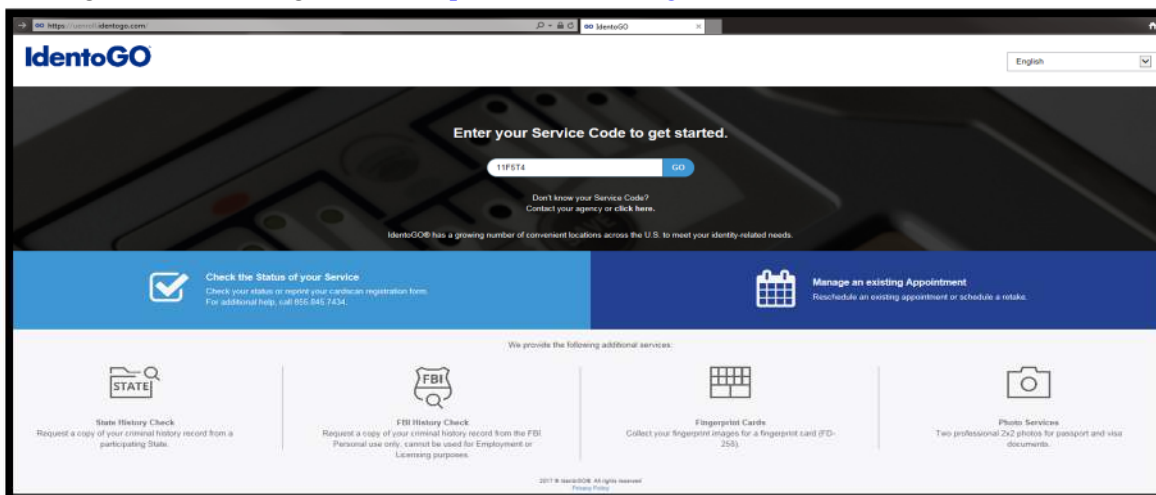 https://uenroll.identogo.com/
IdentoGO
IdentoGO
English
Enter your Service Code to get started.
11F5T4
GO
Don't know your Service Code?
Contact your agency or click here.
IdentoGO® has a growing number of convenient locations across the U.S. to meet your identity-related needs.
Check the Status of your Service
Check your status or reprint your cardscan registration form.
For additional help, call 855.845.7434.
Manage an existing Appointment
Reschedule an existing appointment or schedule a retake.
We provide the following additional services:
STATE
State History Check
Request a copy of your criminal history record from a
participating State.
FBI
FBI History Check
Request a copy of your criminal history record from the FBI.
Personal use only, cannot be used for Employment or
Licensing purposes.
Fingerprint Cards
Collect your fingerprint images for a fingerprint card (FD-
258).
Photo Services
Two professional 2x2 photos for passport and visa
documents.
2017 © IdentoGO®. All rights reserved
Privacy Policy